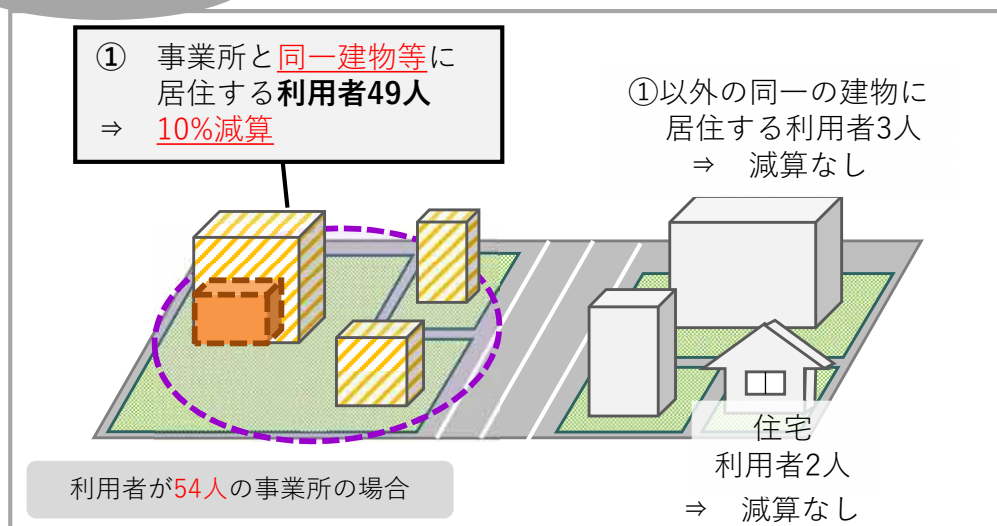 ① 事業所と同一建物等に
居住する利用者49人
⇒ 10%減算
①以外の同一の建物に
居住する利用者3人
⇒ 減算なし
住宅
利用者2人
⇒ 減算なし
利用者が54人の事業所の場合